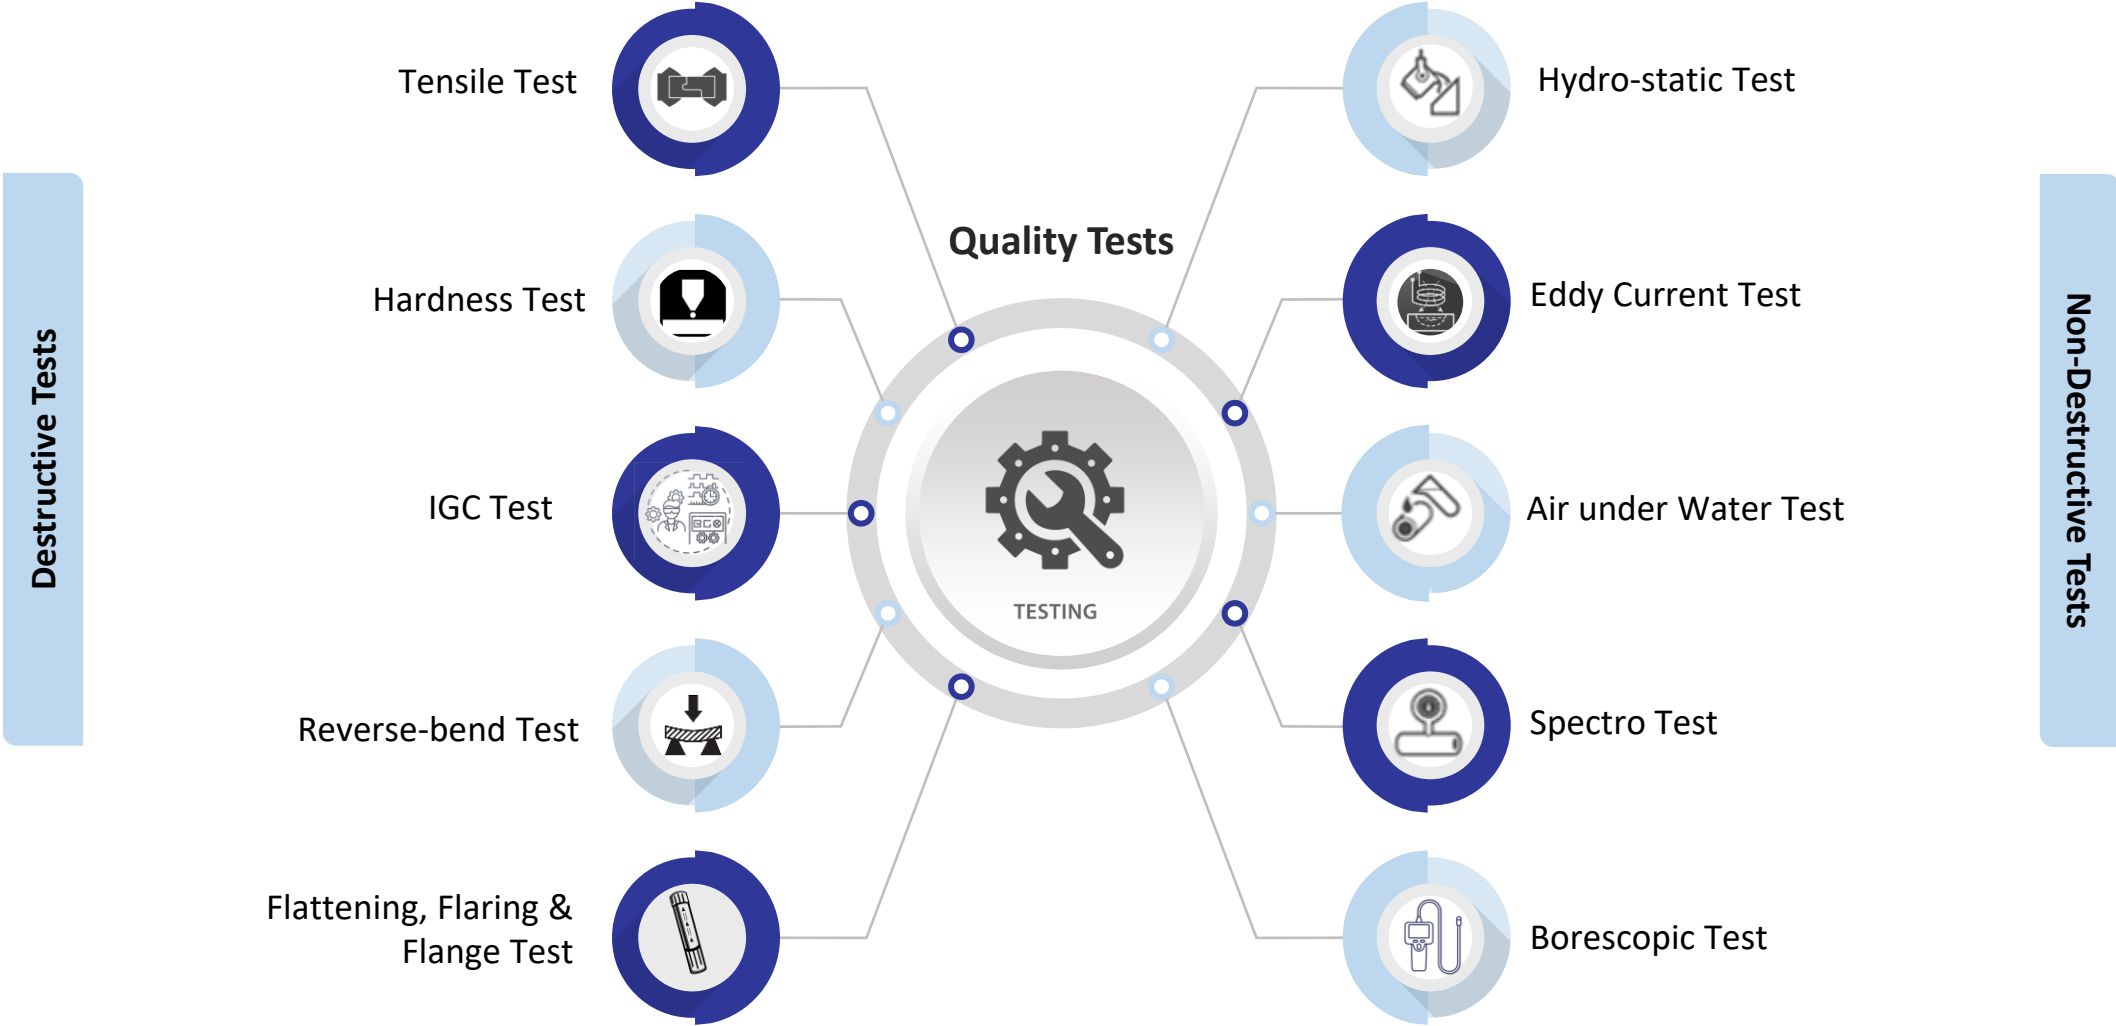 Destructive Tests
Tensile Test
Hardness Test
IGC Test
Reverse-bend Test
Flattening, Flaring &
Flange Test
Quality Tests
TESTING
Hydro-static Test
Eddy Current Test
Air under Water Test
Spectro Test
Borescopic Test
Non-Destructive Tests